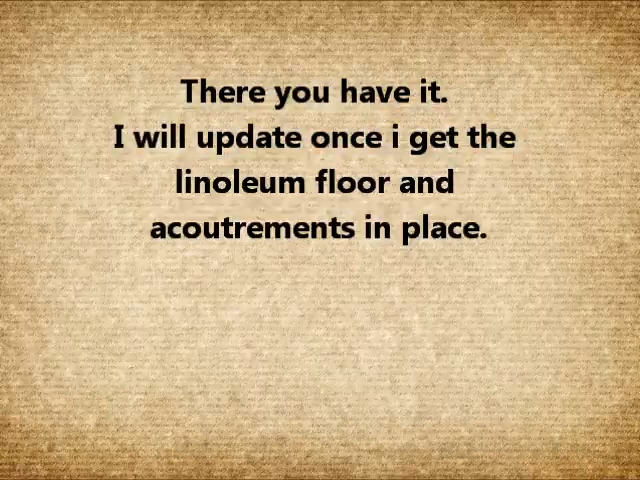 There you have it.
I will update once i get the
linoleum floor and
acoutrements in place.